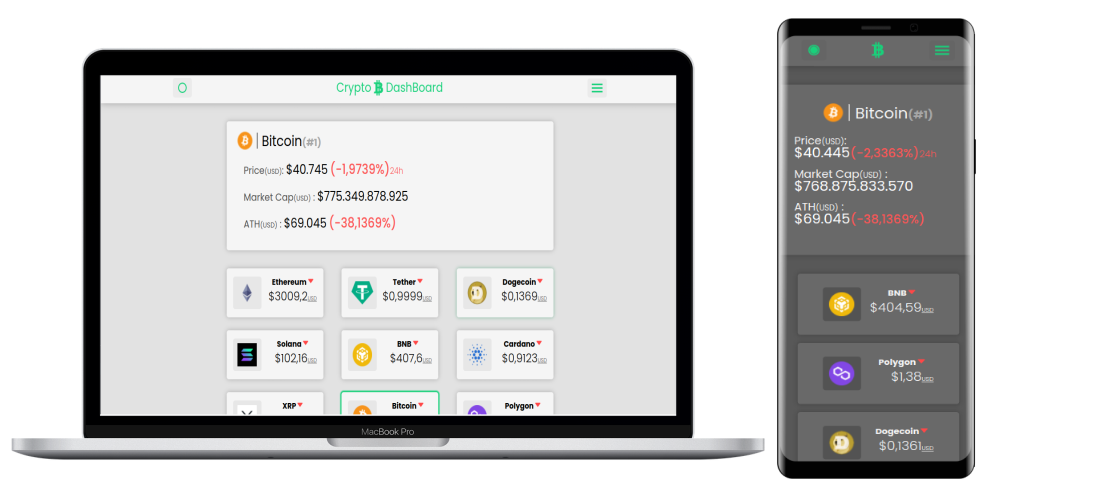 Crypto DashBoard
Bitcoin(#1)
Price(USD): $40.745 (-1,9739%)24h
Market Cap(USD) : $775.349.878.925
ATH(USD) : $69.045 (-38,1369%)
Ethereum
$3009,2USD
Tether
$0,9999USD
Dogecoin
$0,1369USD
Solana
$102,16USD
BNB
$407,6USD
Cardano
$0,9123USD
XRP
Bitcoin
Polygon
MacBook Pro
Bitcoin(#1)
Price(USD):
$40.445(-2,3363%)24h
Market Cap(USD) :
$768.875.833.570
ATH(USD) :
$69.045(-38,1369%)
BNB
$404,59USD
Polygon
$1,38USD
Dogecoin
$0,1361USD